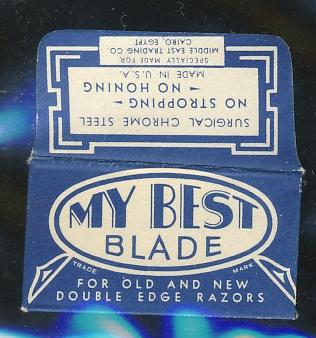 SURGICAL CHROME STEEL
NO STROPPING - NO HONING
MADE IN U.S.A.
SPECIALLY MADE FOR
MIDDLE EAST TRADING CO.
CAIRO, EGYPT
MY BEST
BLADE
TRADE MARK
FOR OLD AND NEW
DOUBLE EDGE RAZORS